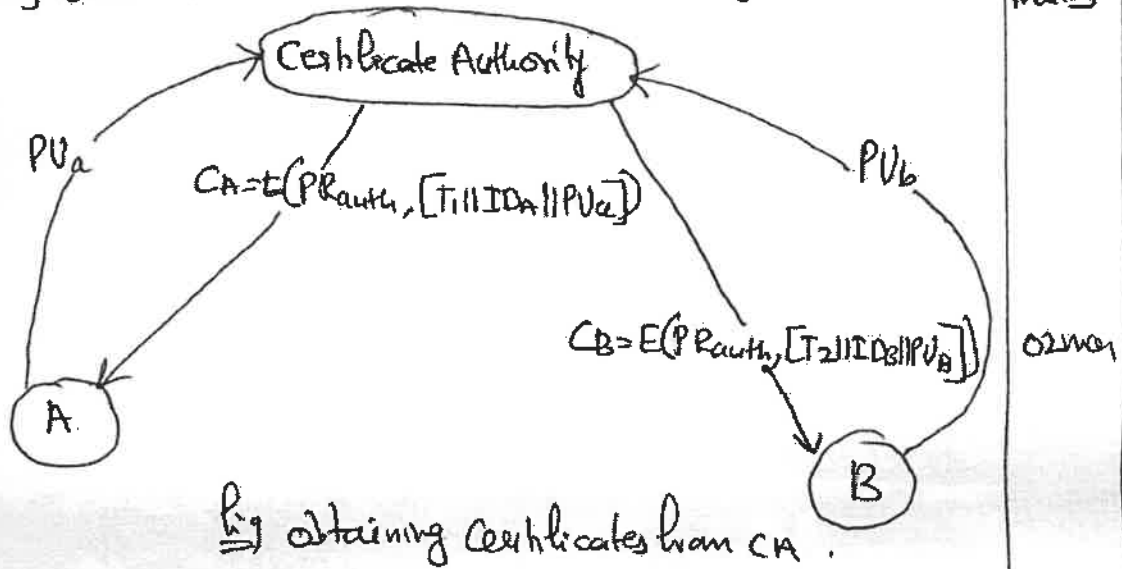 Certificate Authority
PUa
PUb
CA=E(PRauth,[T1||IDA||PUa])
CB=E(PRauth,[T2||IDB||PUB])
A
B
fig obtaining Certificates from CA.